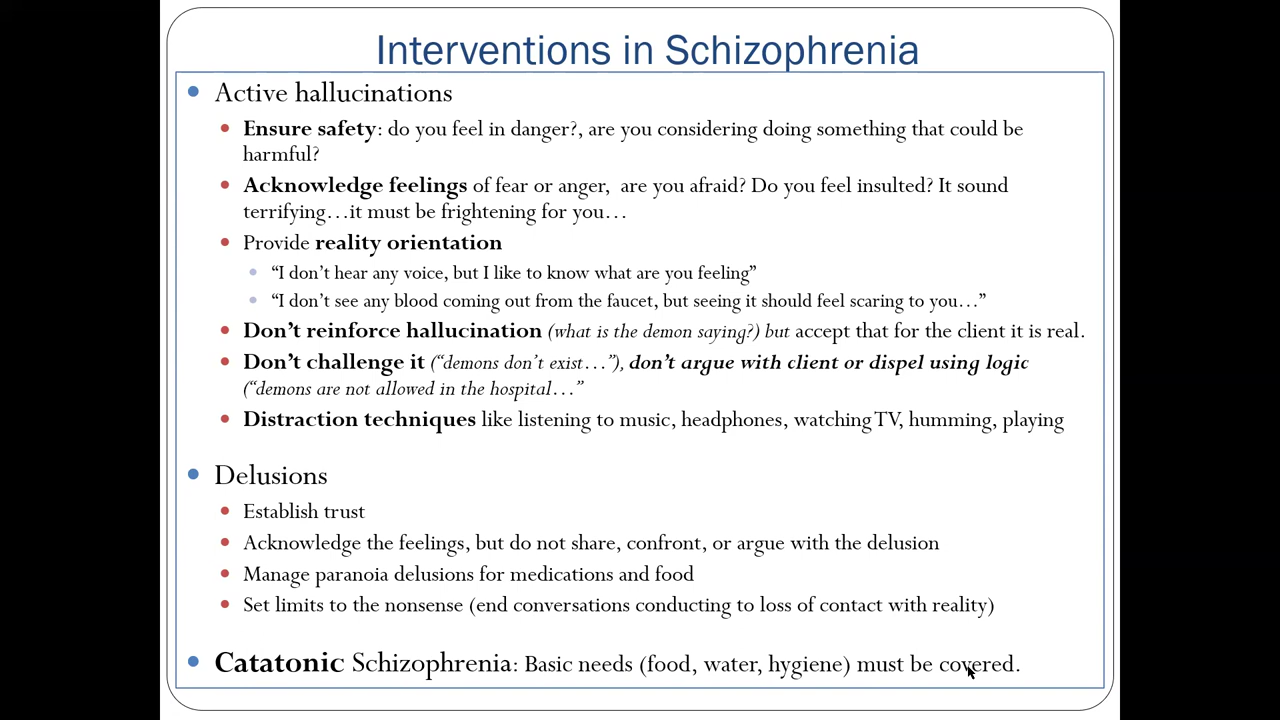 Interventions in Schizophrenia
• Active hallucinations
• Ensure safety: do you feel in danger?, are you considering doing something that could be
harmful?
• Acknowledge feelings of fear or anger,  are you afraid? Do you feel insulted? It sound
terrifying…it must be frightening for you…
• Provide reality orientation
• “I don’t hear any voice, but I like to know what are you feeling”
• “I don’t see any blood coming out from the faucet, but seeing it should feel scaring to you…”
• Don’t reinforce hallucination (what is the demon saying?) but accept that for the client it is real.
• Don’t challenge it (“demons don’t exist…”), don’t argue with client or dispel using logic
(“demons are not allowed in the hospital…”
• Distraction techniques like listening to music, headphones, watching TV, humming, playing
• Delusions
• Establish trust
• Acknowledge the feelings, but do not share, confront, or argue with the delusion
• Manage paranoia delusions for medications and food
• Set limits to the nonsense (end conversations conducting to loss of contact with reality)
• Catatonic Schizophrenia: Basic needs (food, water, hygiene) must be covered.